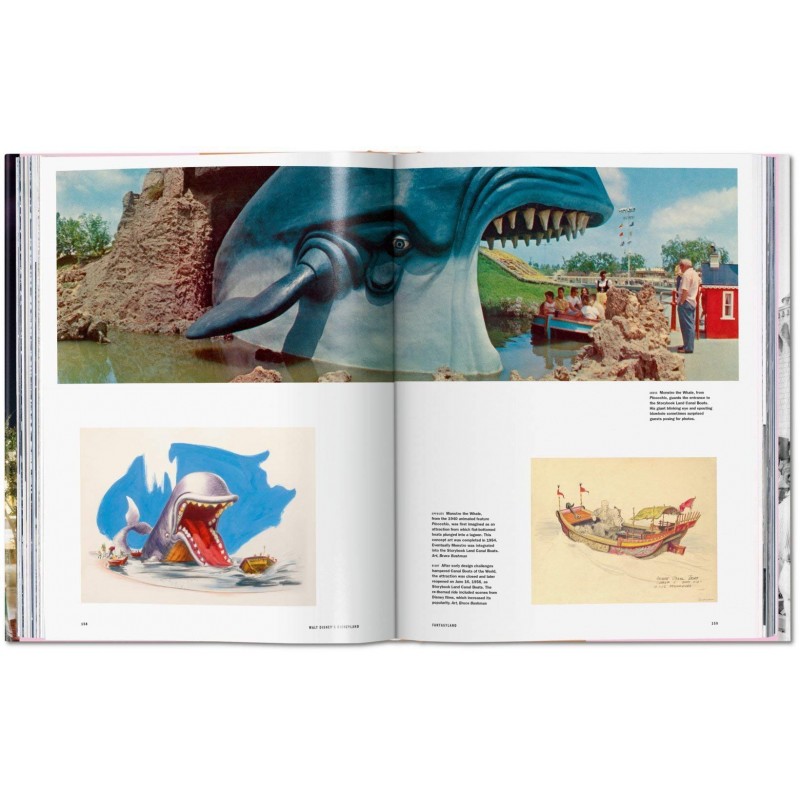 Monstro the Whale, from
Pinocchio, guards the entrance to
the Storybook Land Canal Boats.
His giant blinking eye and spouting
blowhole sometimes surprised
guests posing for photos.
Monstro the Whale,
from the 1940 animated feature
Pinocchio, was first imagined as an
attraction from which flat-bottomed
boats plunged into a lagoon. This
concept art was completed in 1954.
Eventually Monstro was integrated
into the Storybook Land Canal Boats.
Art, Bruce Bushman
After early design challenges
hampered Canal Boats of the World,
the attraction was closed and later
reopened on June 16, 1956, as
Storybook Land Canal Boats. The
re-themed ride included scenes from
Disney films, which increased its
popularity. Art, Bruce Bushman
WALT DISNEY'S DISNEYLAND
FANTASYLAND